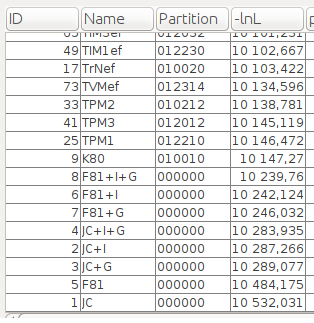 ID Name Partition -lnL p
TIM3ef 012032 10 101,231
49 TIM1ef 012230 10 102,667
17 TrNef 010020 10 103,422
73 TVMef 012314 10 134,596
33 TPM2 010212 10 138,781
41 TPM3 012012 10 145,119
25 TPM1 012210 10 146,472
9 K80 010010 10 147,27
8 F81+I+G 000000 10 239,76
6 F81+I 000000 10 242,124
7 F81+G 000000 10 246,032
4 JC+I+G 000000 10 283,935
2 JC+I 000000 10 287,266
3 JC+G 000000 10 289,077
5 F81 000000 10 484,175
1 JC 000000 10 532,031